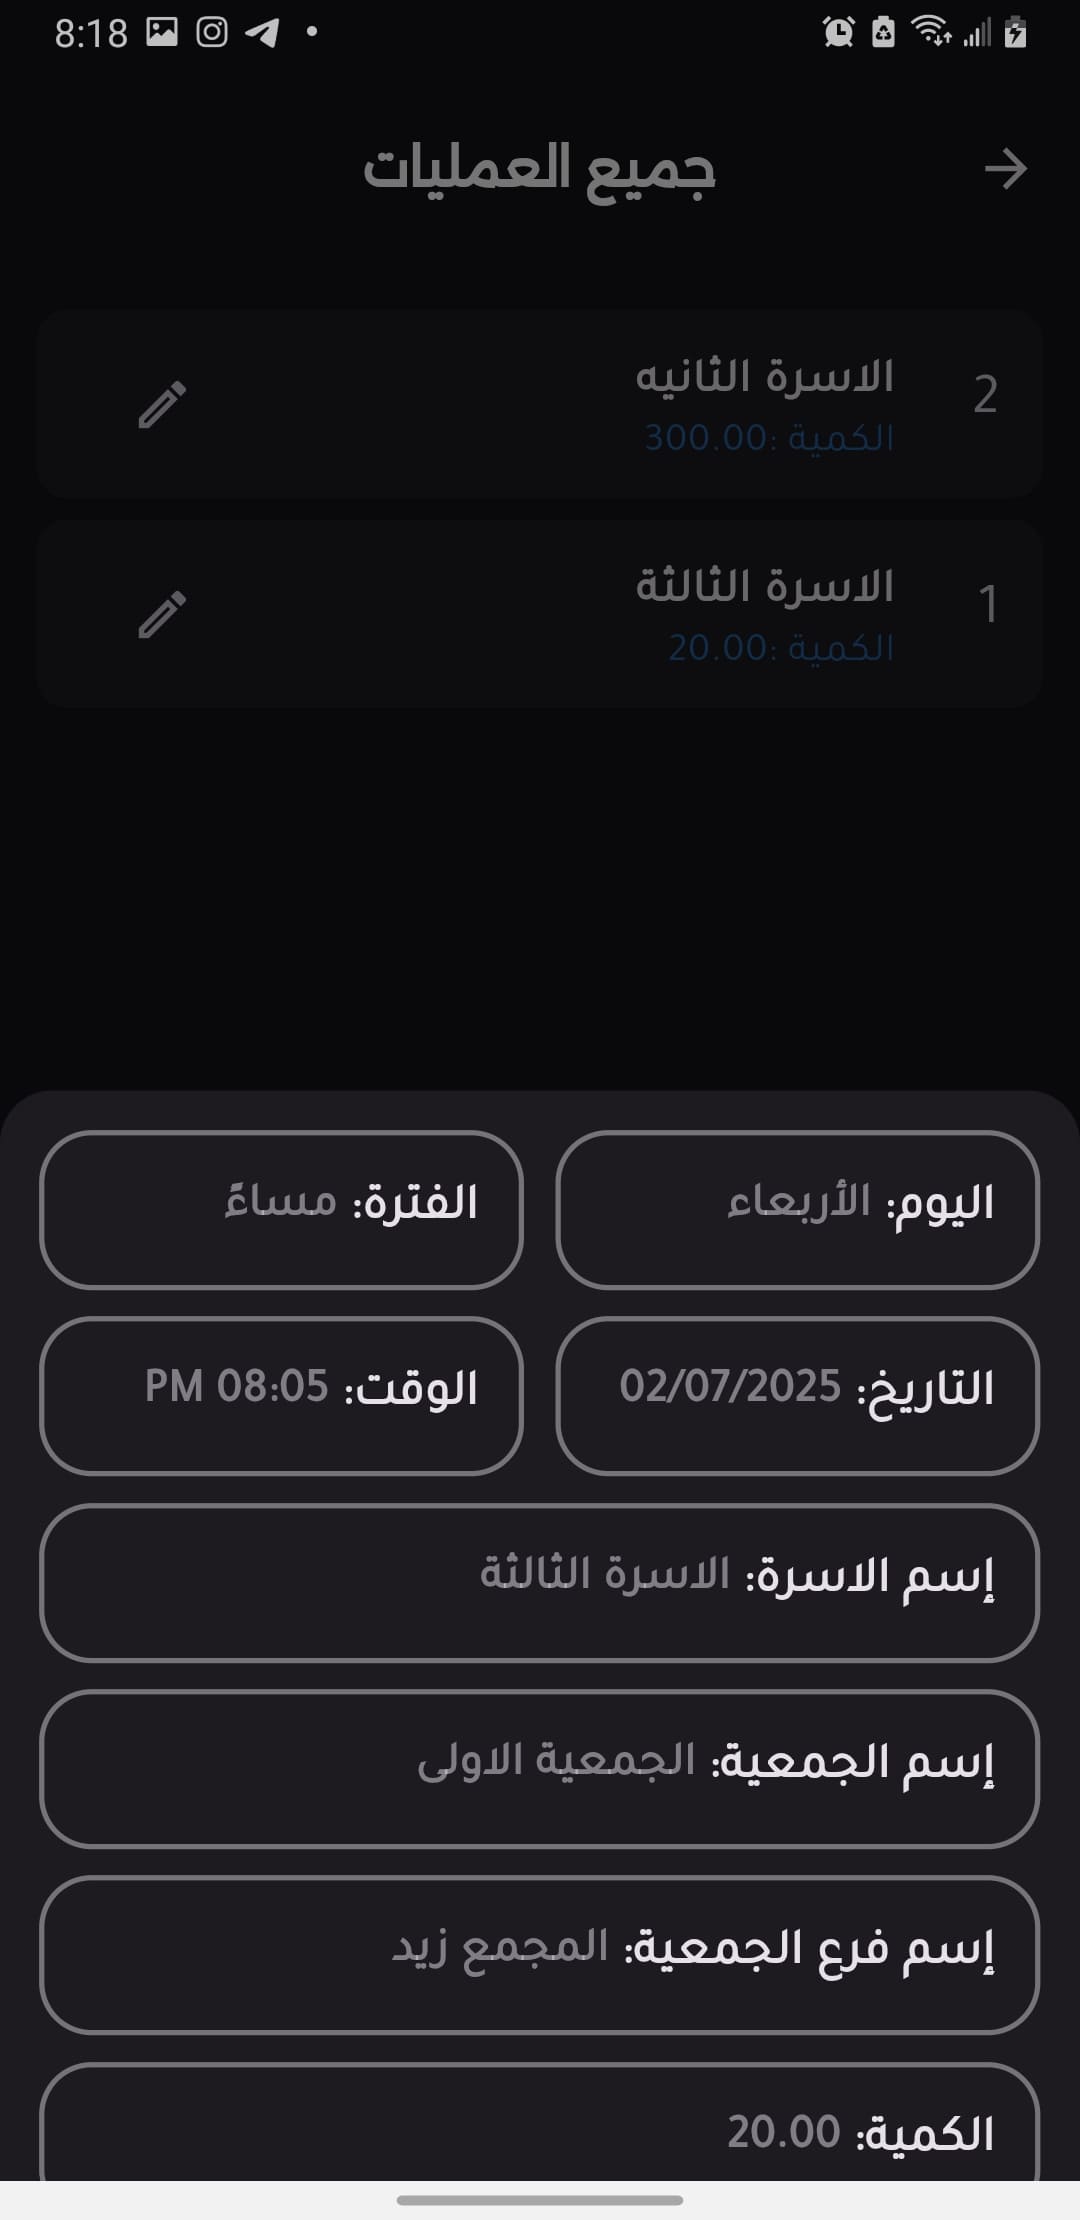 8:18
جميع العمليات
2
الاسرة الثانيه
الكمية :300.00
1
الاسرة الثالثة
الكمية :20.00
اليوم: الأربعاء
الفترة: مساءً
التاريخ: 02/07/2025
الوقت: 08:05 PM
إسم الاسرة: الاسرة الثالثة
إسم الجمعية: الجمعية الاولى
إسم فرع الجمعية: المجمع زيد
الكمية: 20.00